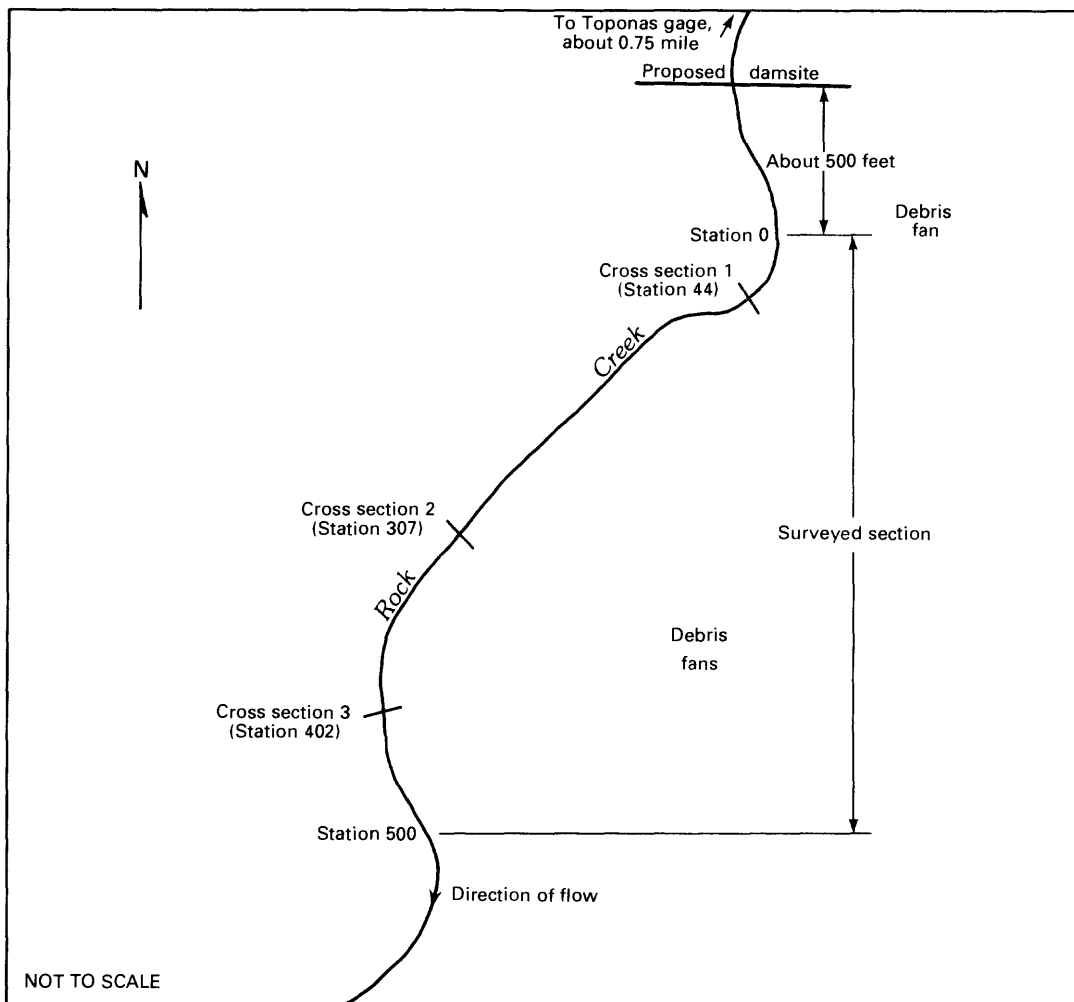 To Toponas gage,
about 0.75 mile
Proposed damsite
N
About 500 feet
Debris
fan
Station 0
Cross section 1
(Station 44)
Creek
Cross section 2
(Station 307)
Surveyed section
Rock
Debris
fans
Cross section 3
(Station 402)
Station 500
Direction of flow
NOT TO SCALE